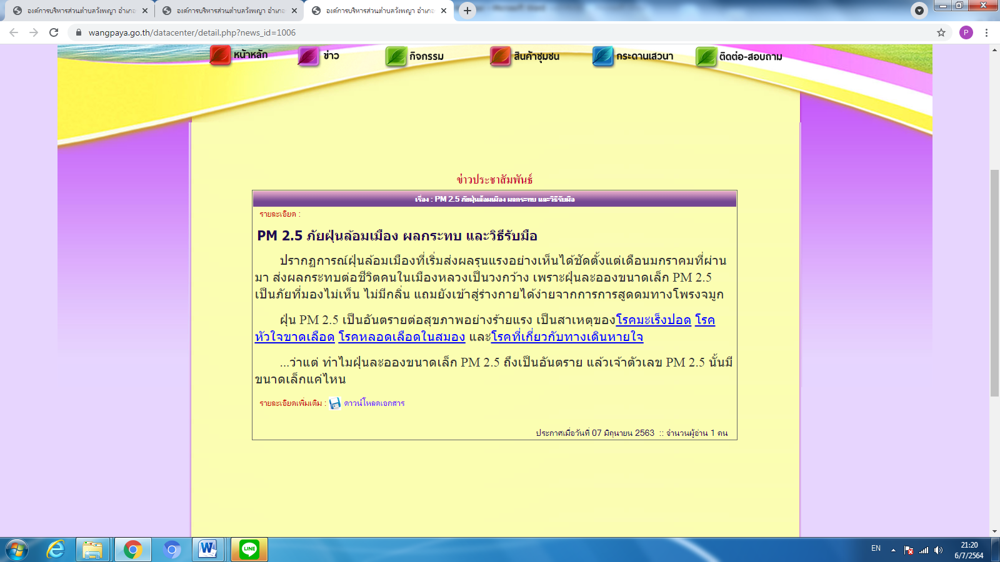 องค์การบริหารส่วนตำบลวังพญา อำเภอ
องค์การบริหารส่วนตำบลวังพญา อำเภอ
องค์การบริหารส่วนตำบลวังพญา อำเภอ
wangpaya.go.th/datacenter/detail.php?news_id=1006
P
หน้าหลัก ข่าว กิจกรรม สินค้าชุมชน กระดานเสวนา ติดต่อ-สอบถาม
ข่าวประชาสัมพันธ์
เรื่อง : PM 2.5 ภัยฝุ่นล้อมเมือง ผลกระทบ และวิธีรับมือ
รายละเอียด :
PM 2.5 ภัยฝุ่นล้อมเมือง ผลกระทบ และวิธีรับมือ
ปรากฏการณ์ฝุ่นล้อมเมืองที่เริ่มส่งผลรุนแรงอย่างเห็นได้ชัดตั้งแต่เดือนมกราคมที่ผ่าน
มา ส่งผลกระทบต่อชีวิตคนในเมืองหลวงเป็นวงกว้าง เพราะฝุ่นละอองขนาดเล็ก PM 2.5
เป็นภัยที่มองไม่เห็น ไม่มีกลิ่น แถมยังเข้าสู่ร่างกายได้ง่ายจากการการสูดดมทางโพรงจมูก
ฝุ่น PM 2.5 เป็นอันตรายต่อสุขภาพอย่างร้ายแรง เป็นสาเหตุของโรคมะเร็งปอด โรค
หัวใจขาดเลือด โรคหลอดเลือดในสมอง และโรคที่เกี่ยวกับทางเดินหายใจ
...ว่าแต่ ทำไมฝุ่นละอองขนาดเล็ก PM 2.5 ถึงเป็นอันตราย แล้วเจ้าตัวเลข PM 2.5 นั้นมี
ขนาดเล็กแค่ไหน
รายละเอียดเพิ่มเติม : ดาวน์โหลดเอกสาร
ประกาศเมื่อวันที่ 07 มิถุนายน 2563 :: จำนวนผู้อ่าน 1 คน
LINE
EN
21:20
6/7/2564